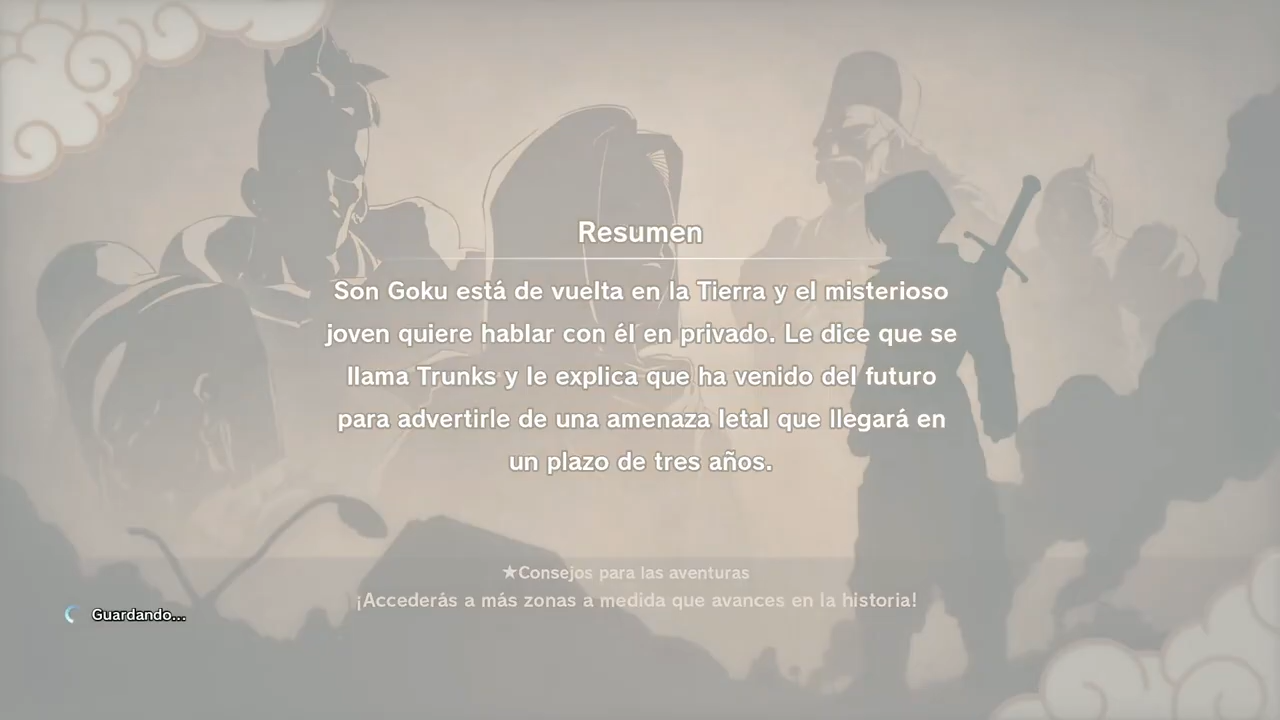 Resumen
Son Goku está de vuelta en la Tierra y el misterioso
joven quiere hablar con él en privado. Le dice que se
llama Trunks y le explica que ha venido del futuro
para advertirle de una amenaza letal que llegará en
un plazo de tres años.
★Consejos para las aventuras
¡Accederás a más zonas a medida que avances en la historia!
Guardando...